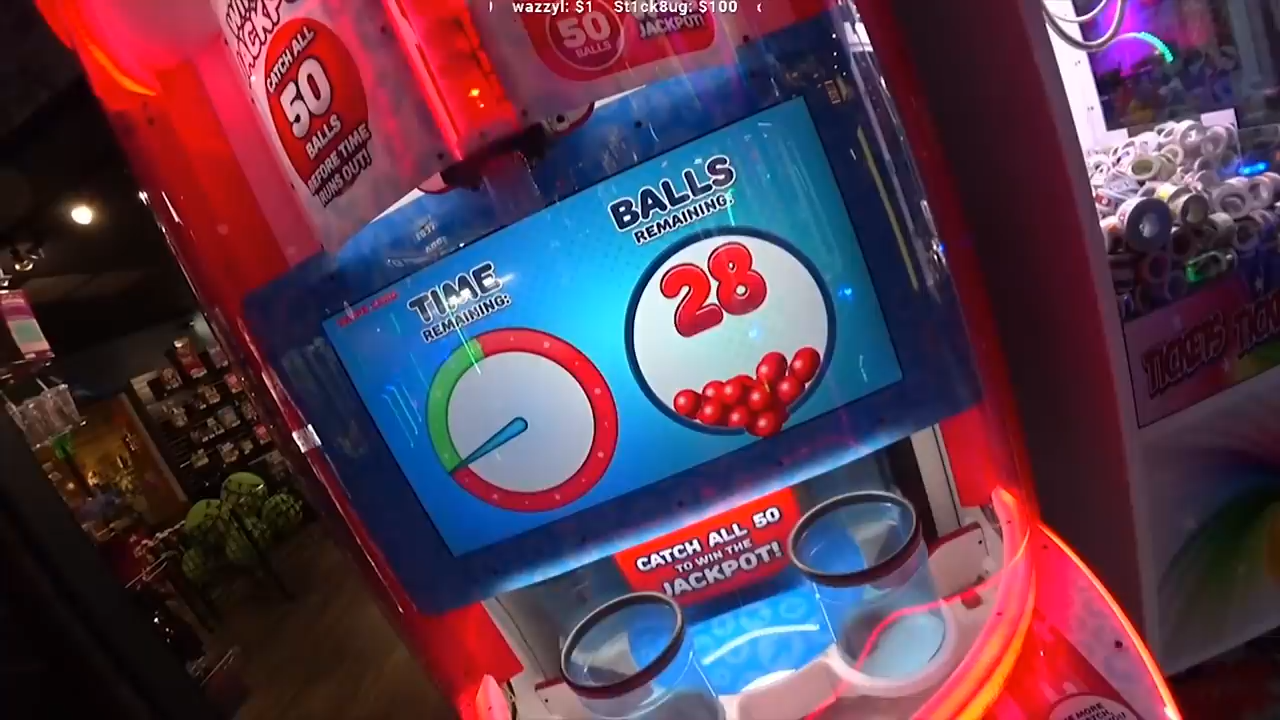 wazzyl: $1 St1ck8ug: $100
JACKPOT!
CATCH ALL
50
BALLS
BEFORE TIME
RUNS OUT!
50
BALLS
JACKPOT!
BALLS
REMAINING:
28
TIME
REMAINING:
CATCH ALL 50
TO WIN THE
JACKPOT!
TICKETS